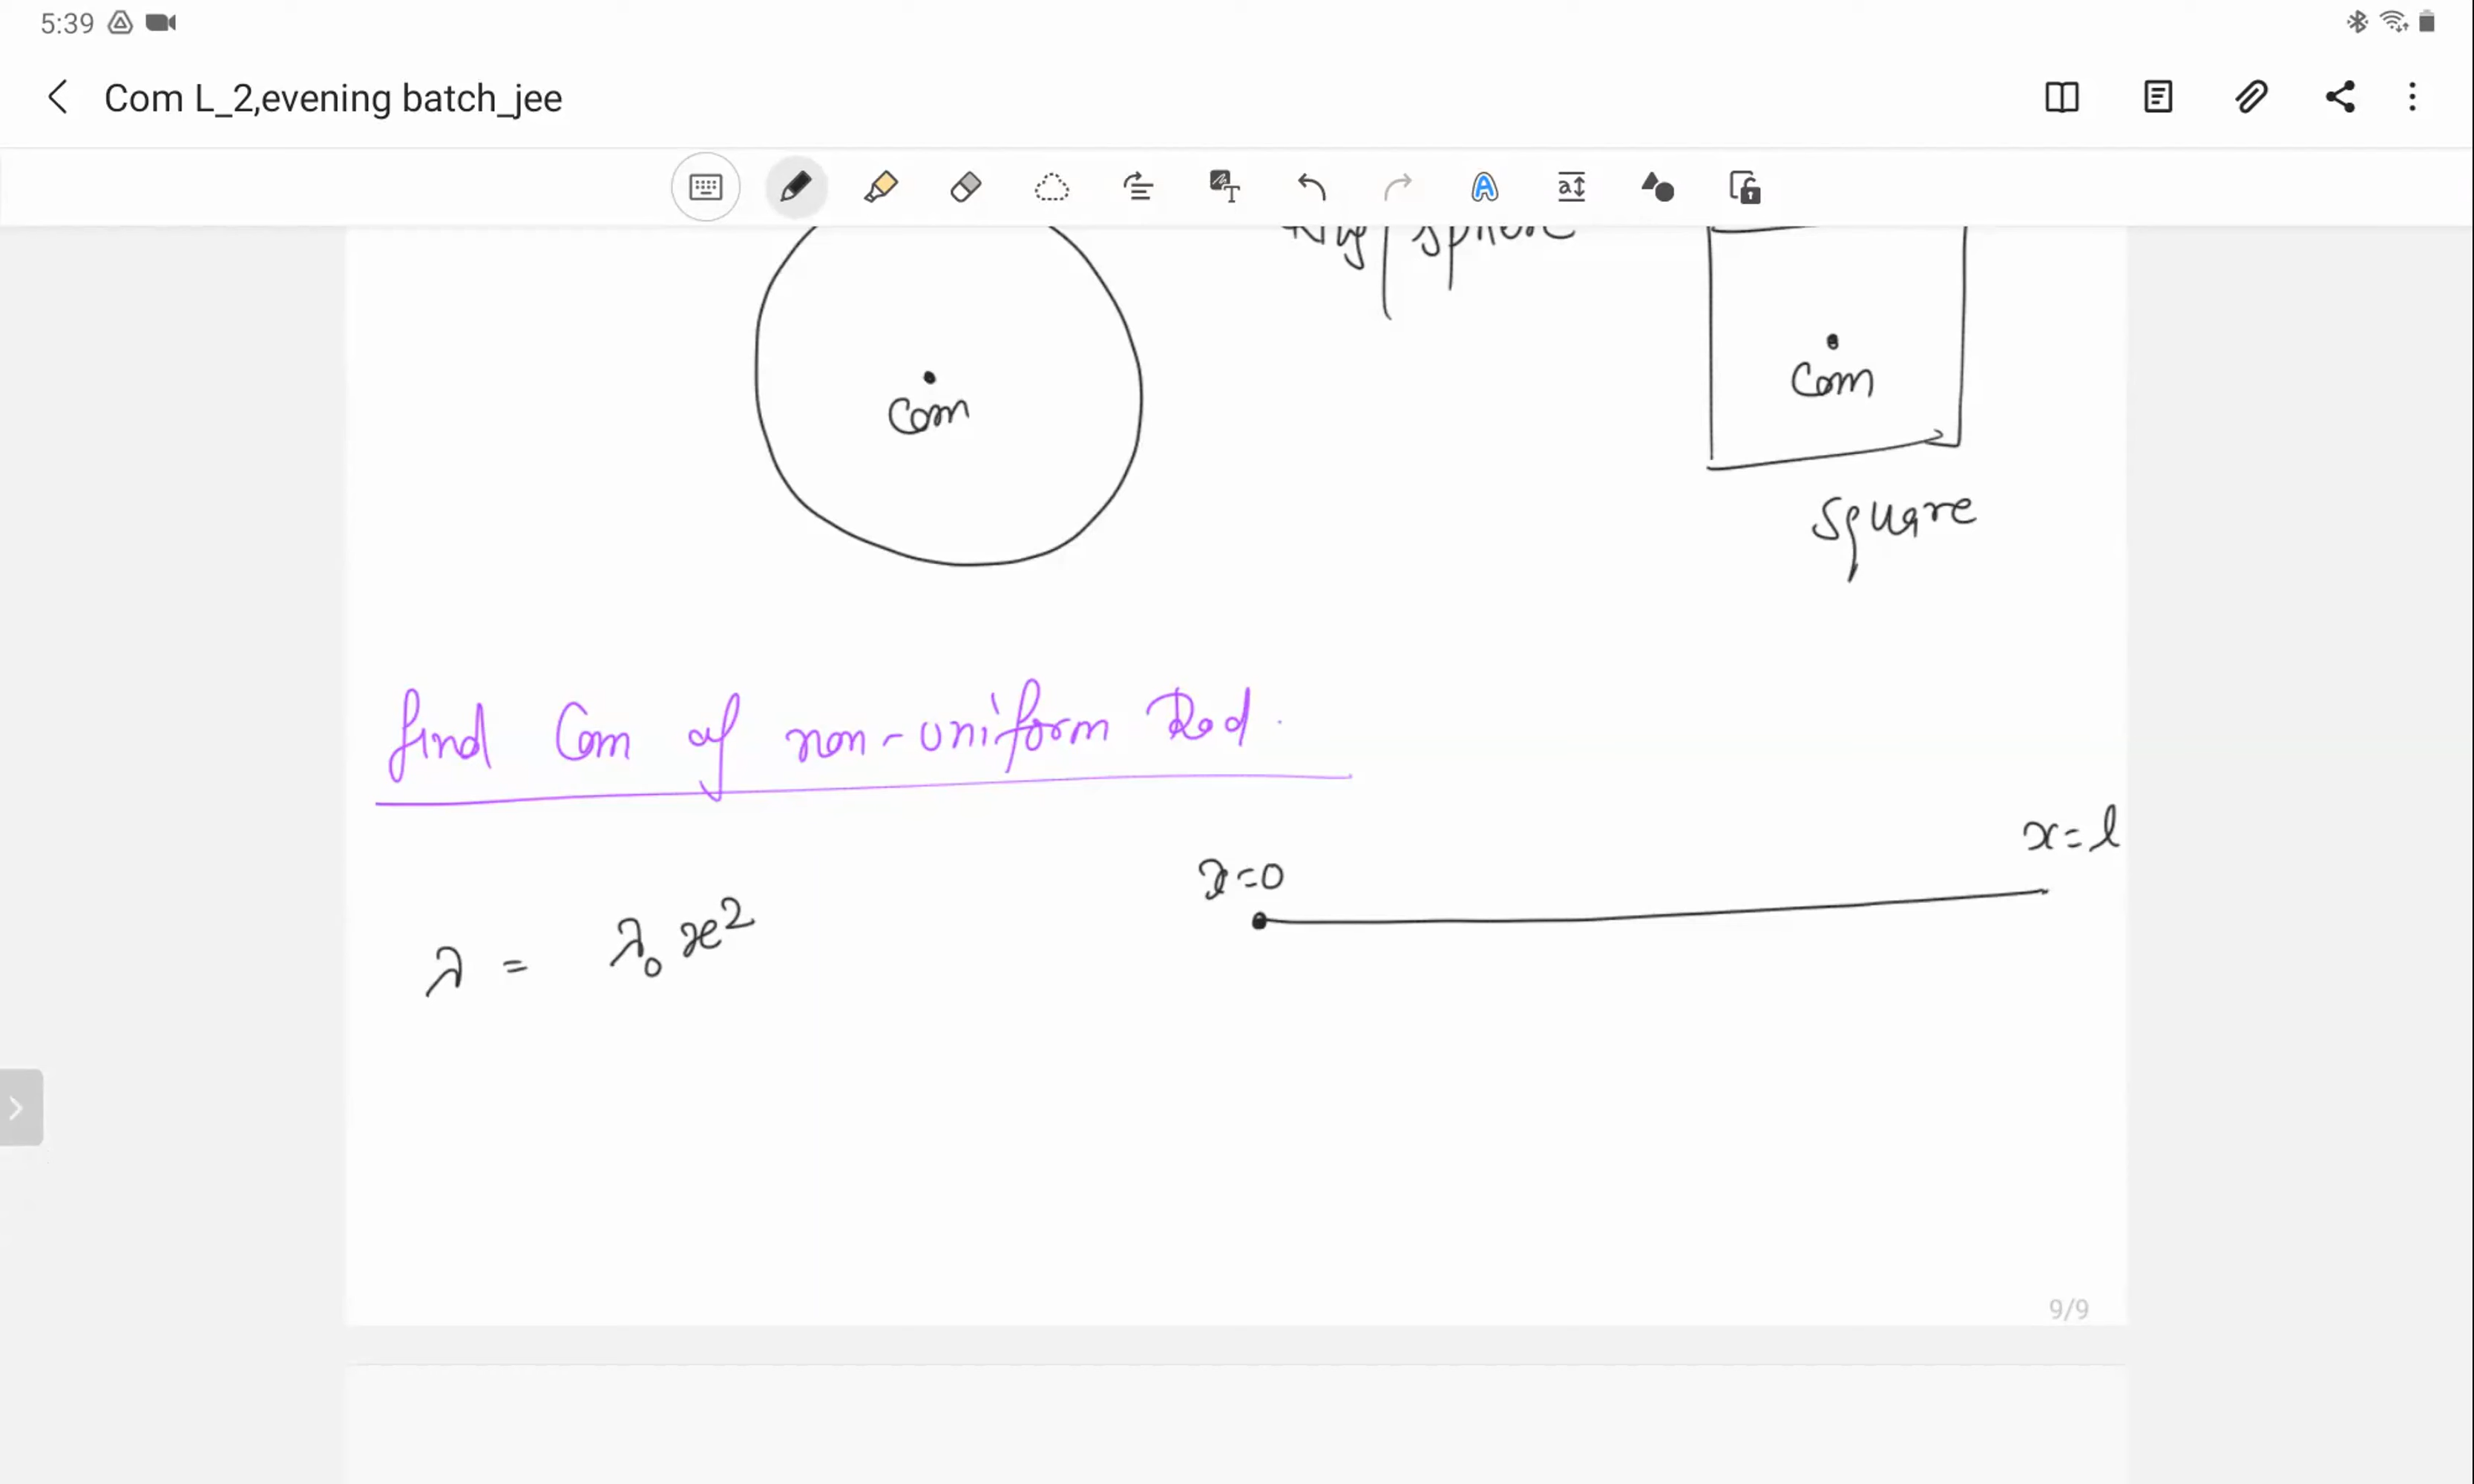 5:39
Com L_2,evening batch_jee
Sphere
Com
Com
Square
find Com of non-uniform Rod.
x=0
x=l
λ = λ₀ x²
9/9